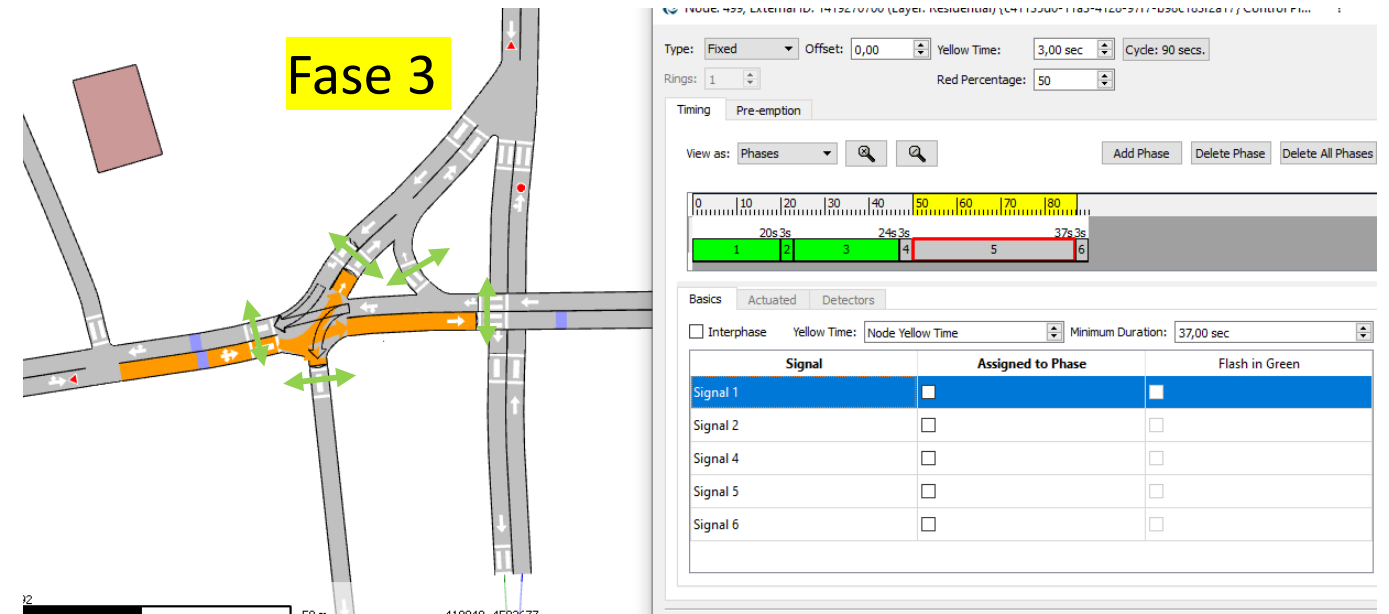 Fase 3
Type: Fixed Offset: 0,00 Yellow Time: 3,00 sec Cycle: 90 secs.
Rings: 1 Red Percentage: 50
Timing Pre-emption
View as: Phases Add Phase Delete Phase Delete All Phases
0 10 20 30 40 50 60 70 80
20s 3s 24s 3s 37s 3s
1 2 3 4 5 6
Basics Actuated Detectors
Interphase Yellow Time: Node Yellow Time Minimum Duration: 37,00 sec
Signal Assigned to Phase Flash in Green
Signal 1
Signal 2
Signal 4
Signal 5
Signal 6